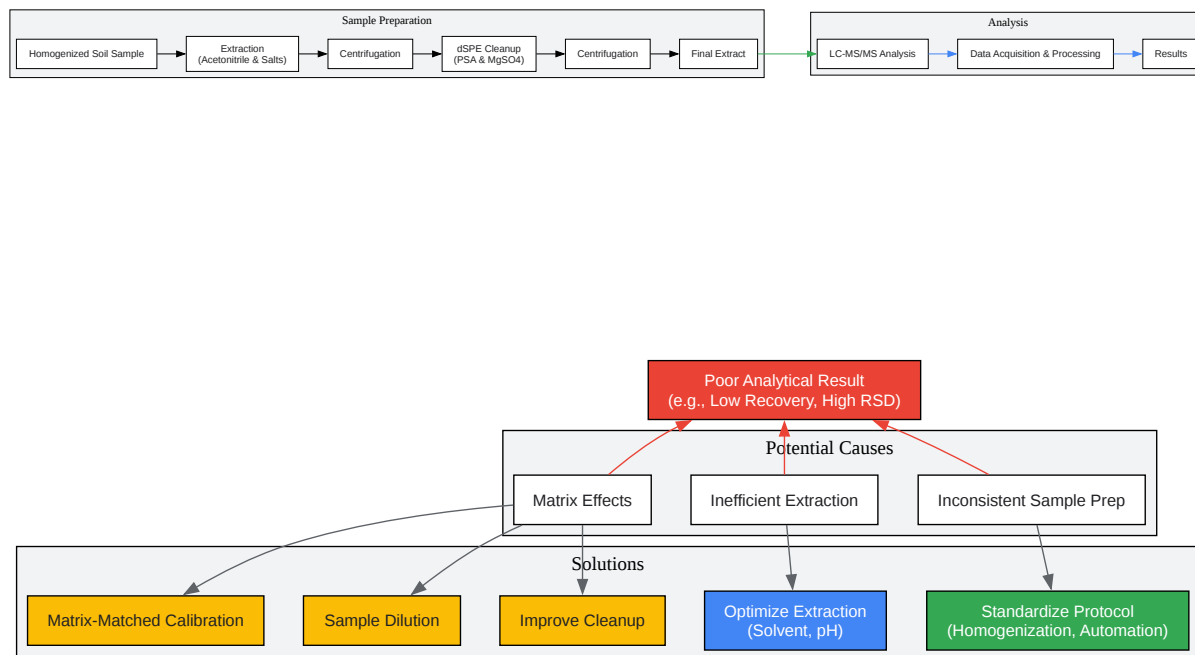 Sample Preparation
Analysis
Homogenized Soil Sample
Extraction
(Acetonitrile & Salts)
Centrifugation
dSPE Cleanup
(PSA & MgSO4)
Centrifugation
Final Extract
LC-MS/MS Analysis
Data Acquisition & Processing
Results
Poor Analytical Result
(e.g., Low Recovery, High RSD)
Potential Causes
Matrix Effects
Inefficient Extraction
Inconsistent Sample Prep
Solutions
Matrix-Matched Calibration
Sample Dilution
Improve Cleanup
Optimize Extraction
(Solvent, pH)
Standardize Protocol
(Homogenization, Automation)